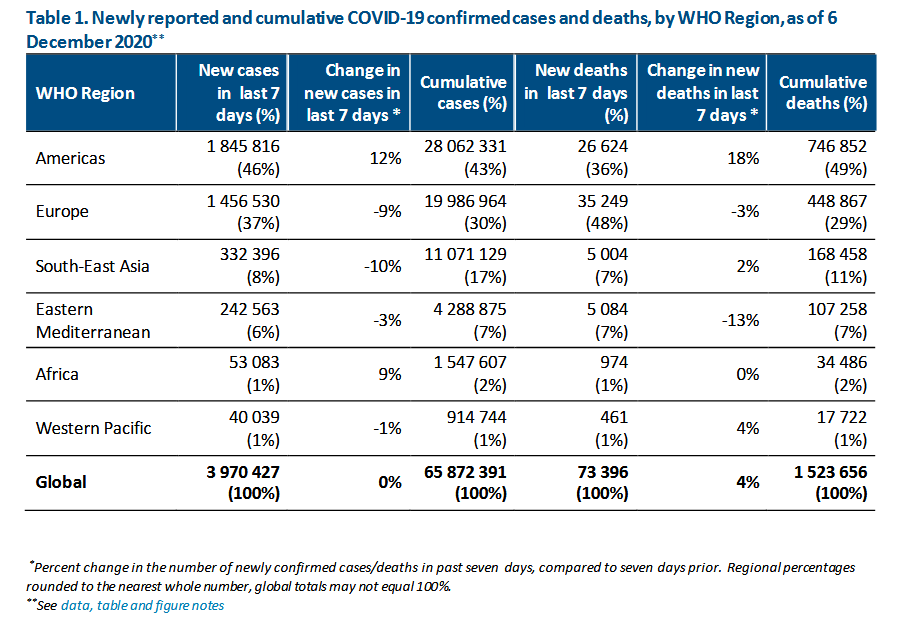 Table 1. Newly reported and cumulative COVID-19 confirmed cases and deaths, by WHO Region, as of 6
December 2020**
WHO Region
New cases
in last 7
days (%)
Change in
new cases in
last 7 days *
Cumulative
cases (%)
New deaths
in last 7 days
(%)
Change in new
deaths in last
7 days *
Cumulative
deaths (%)
Americas
1 845 816
(46%)
12%
28 062 331
(43%)
26 624
(36%)
18%
746 852
(49%)
Europe
1 456 530
(37%)
-9%
19 986 964
(30%)
35 249
(48%)
-3%
448 867
(29%)
South-East Asia
332 396
(8%)
-10%
11 071 129
(17%)
5 004
(7%)
2%
168 458
(11%)
Eastern
Mediterranean
242 563
(6%)
-3%
4 288 875
(7%)
5 084
(7%)
-13%
107 258
(7%)
Africa
53 083
(1%)
9%
1 547 607
(2%)
974
(1%)
0%
34 486
(2%)
Western Pacific
40 039
(1%)
-1%
914 744
(1%)
461
(1%)
4%
17 722
(1%)
Global
3 970 427
(100%)
0%
65 872 391
(100%)
73 396
(100%)
4%
1 523 656
(100%)
*Percent change in the number of newly confirmed cases/deaths in past seven days, compared to seven days prior. Regional percentages
rounded to the nearest whole number, global totals may not equal 100%.
**See data, table and figure notes